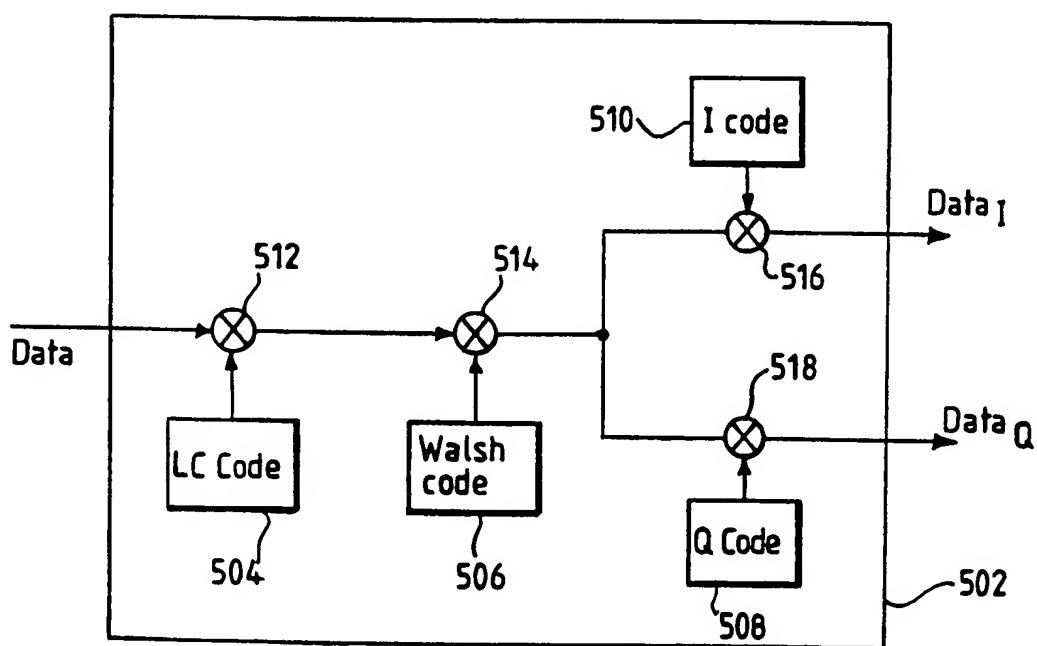 510
I code
Data I
512
514
516
Data
518
Data Q
LC Code
Walsh
code
Q Code
504
506
508
502